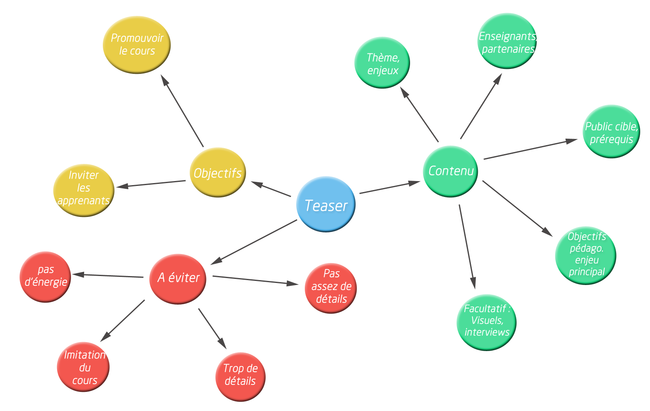 Promouvoir
le cours
Inviter
les
apprenants
Objectifs
Teaser
Thème,
enjeux
Enseignants,
partenaires
Public cible,
prérequis
Contenu
Objectifs
pédago.
enjeu
principal
Facultatif :
Visuels,
interviews
A éviter
pas
d'énergie
Imitation
du
cours
Trop de
détails
Pas
assez de
détails